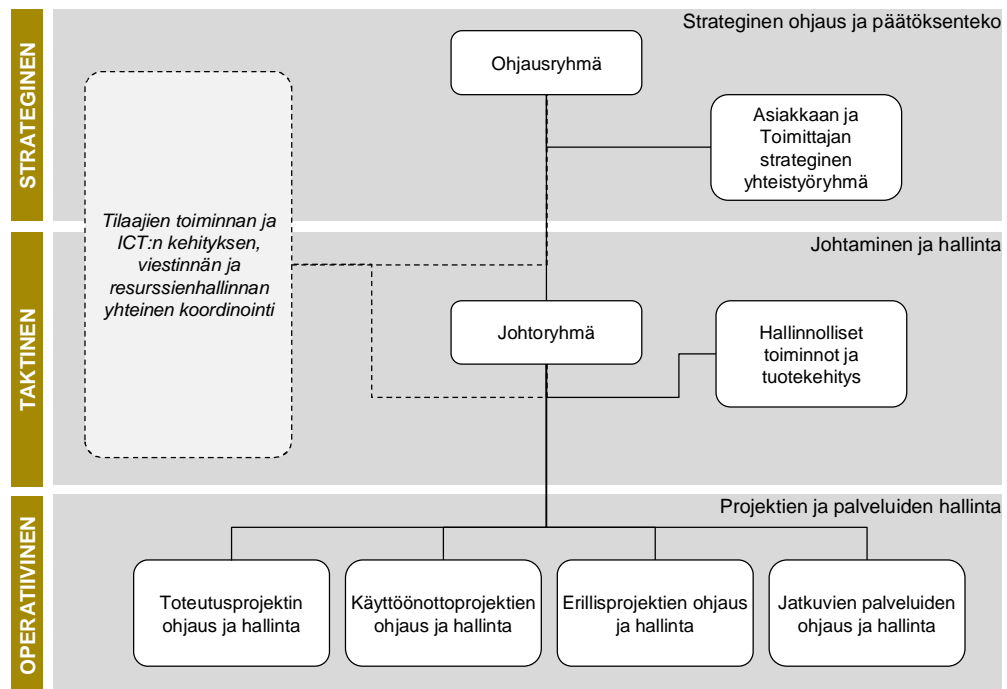 STRATEGINEN
Strateginen ohjaus ja päätöksenteko
Ohjausryhmä
Asiakkaan ja
Toimittajan
strateginen
yhteistyöryhmä
Tilaajien toiminnan ja
ICT:n kehityksen,
viestinnän ja
resurssienhallinnan
yhteinen koordinointi
TAKTINEN
Johtaminen ja hallinta
Johtoryhmä
Hallinnolliset
toiminnot ja
tuotekehitys
OPERATIIVINEN
Projektien ja palveluiden hallinta
Toteutusprojektin
ohjaus ja hallinta
Käyttöönottoprojektien
ohjaus ja hallinta
Erillisprojektien ohjaus
ja hallinta
Jatkuvien palveluiden
ohjaus ja hallinta